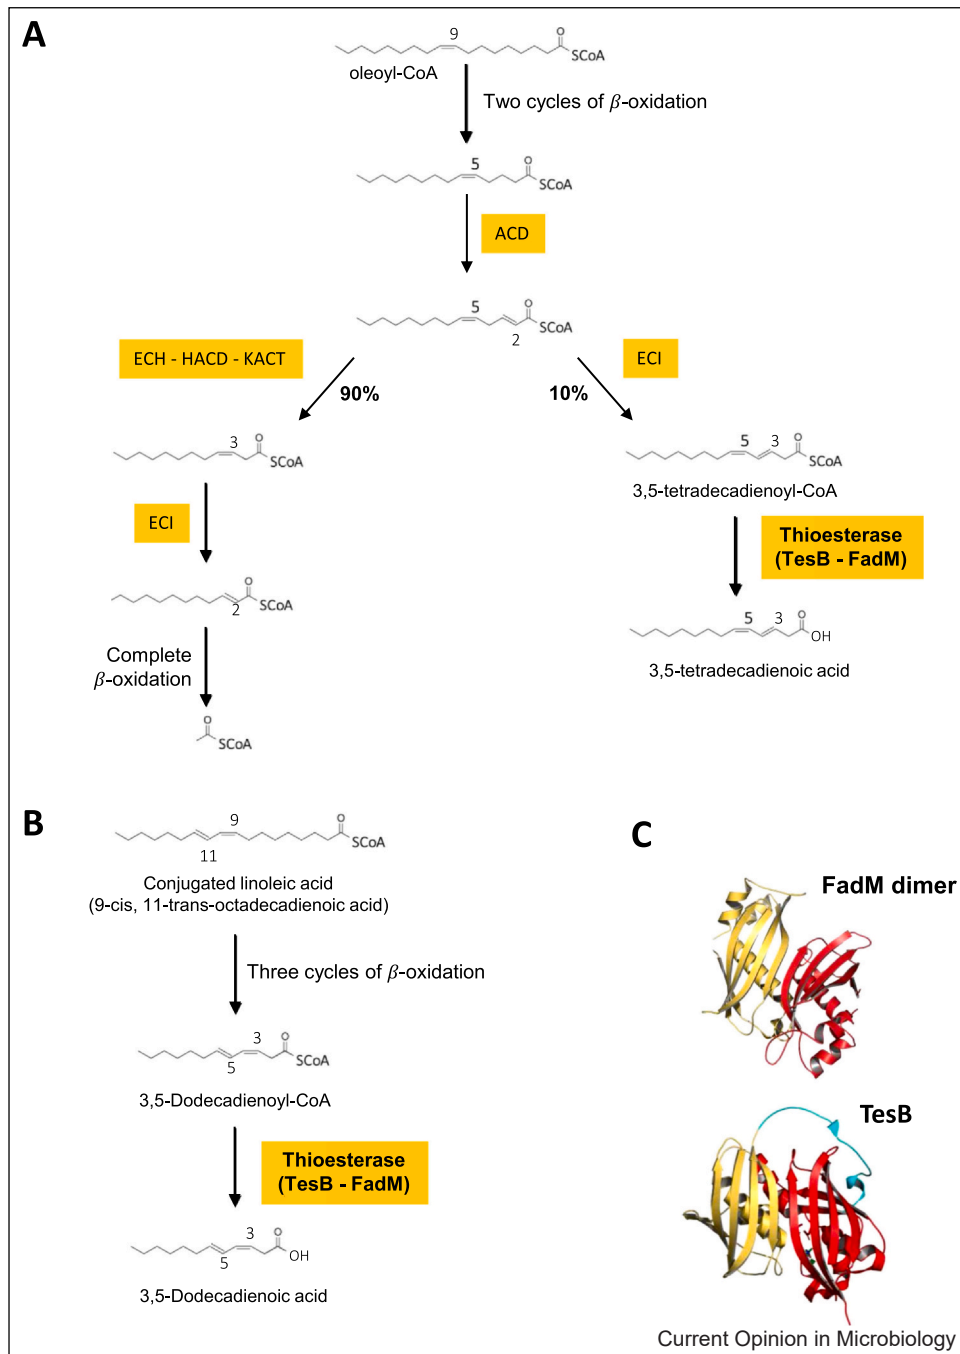 A
9
O
SCoA
oleoyl-CoA
Two cycles of β-oxidation
5
O
SCoA
ACD
5
O
SCoA
2
ECH - HACD - KACT
ECI
90%
10%
3
O
SCoA
5
3
O
SCoA
3,5-tetradecadienoyl-CoA
ECI
Thioesterase
(TesB - FadM)
O
SCoA
2
5
3
O
OH
3,5-tetradecadienoic acid
Complete
β-oxidation
O
SCoA
B
9
O
SCoA
11
Conjugated linoleic acid
(9-cis, 11-trans-octadecadienoic acid)
Three cycles of β-oxidation
3
O
SCoA
5
3,5-Dodecadienoyl-CoA
Thioesterase
(TesB - FadM)
3
O
OH
5
3,5-Dodecadienoic acid
C
FadM dimer
TesB
Current Opinion in Microbiology